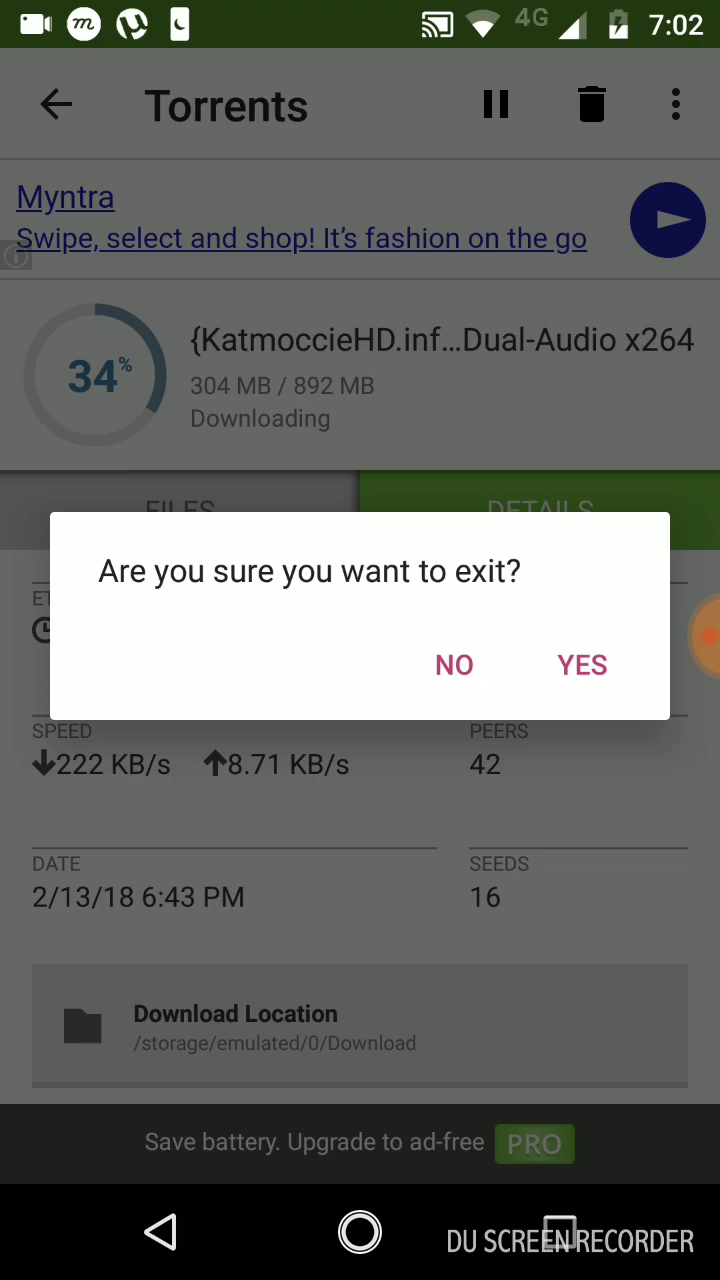 4G 7:02
Torrents
Myntra
Swipe, select and shop! It's fashion on the go
34%
{KatmoccieHD.inf...Dual-Audio x264
304 MB / 892 MB
Downloading
FILES DETAILS
Are you sure you want to exit?
NO YES
SPEED
222 KB/s 8.71 KB/s
PEERS
42
DATE
2/13/18 6:43 PM
SEEDS
16
Download Location
/storage/emulated/0/Download
Save battery. Upgrade to ad-free PRO
DU SCREEN RECORDER